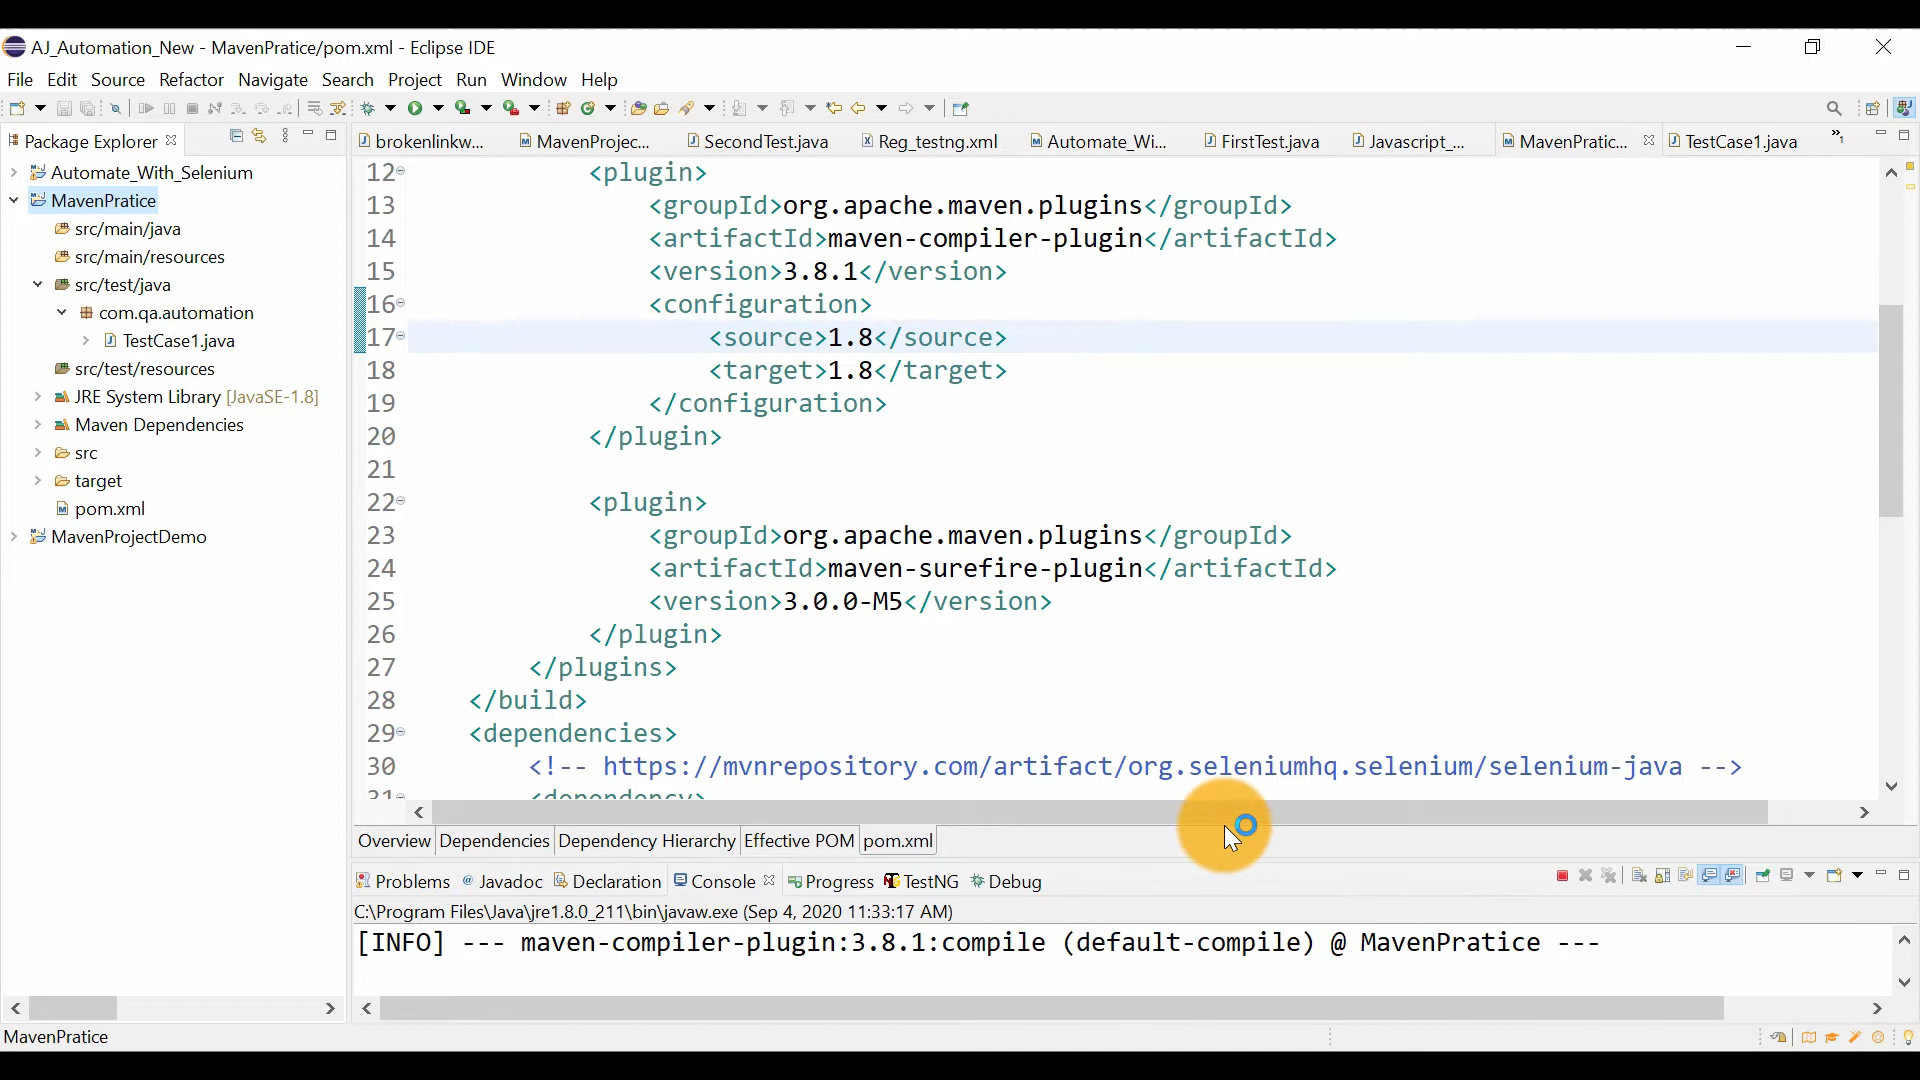 AJ_Automation_New - MavenPratice/pom.xml - Eclipse IDE
File Edit Source Refactor Navigate Search Project Run Window Help
Package Explorer
brokenlinkw... MavenProjec... SecondTest.java Reg_testng.xml Automate_Wi... FirstTest.java Javascript_... MavenPratic... TestCase1.java »1
Automate_With_Selenium
MavenPratice
src/main/java
src/main/resources
src/test/java
com.qa.automation
TestCase1.java
src/test/resources
JRE System Library [JavaSE-1.8]
Maven Dependencies
src
target
pom.xml
MavenProjectDemo
12 <plugin>
13 <groupId>org.apache.maven.plugins</groupId>
14 <artifactId>maven-compiler-plugin</artifactId>
15 <version>3.8.1</version>
16 <configuration>
17 <source>1.8</source>
18 <target>1.8</target>
19 </configuration>
20 </plugin>
21
22 <plugin>
23 <groupId>org.apache.maven.plugins</groupId>
24 <artifactId>maven-surefire-plugin</artifactId>
25 <version>3.0.0-M5</version>
26 </plugin>
27 </plugins>
28 </build>
29 <dependencies>
30 <!-- https://mvnrepository.com/artifact/org.seleniumhq.selenium/selenium-java -->
31 <dependency>
Overview Dependencies Dependency Hierarchy Effective POM pom.xml
Problems Javadoc Declaration Console Progress TestNG Debug
C:\Program Files\Java\jre1.8.0_211\bin\javaw.exe (Sep 4, 2020 11:33:17 AM)
[INFO] --- maven-compiler-plugin:3.8.1:compile (default-compile) @ MavenPratice ---
MavenPratice